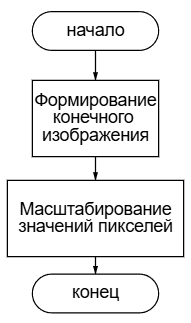 начало
Формирование
конечного
изображения
Масштабирование
значений пикселей
конец